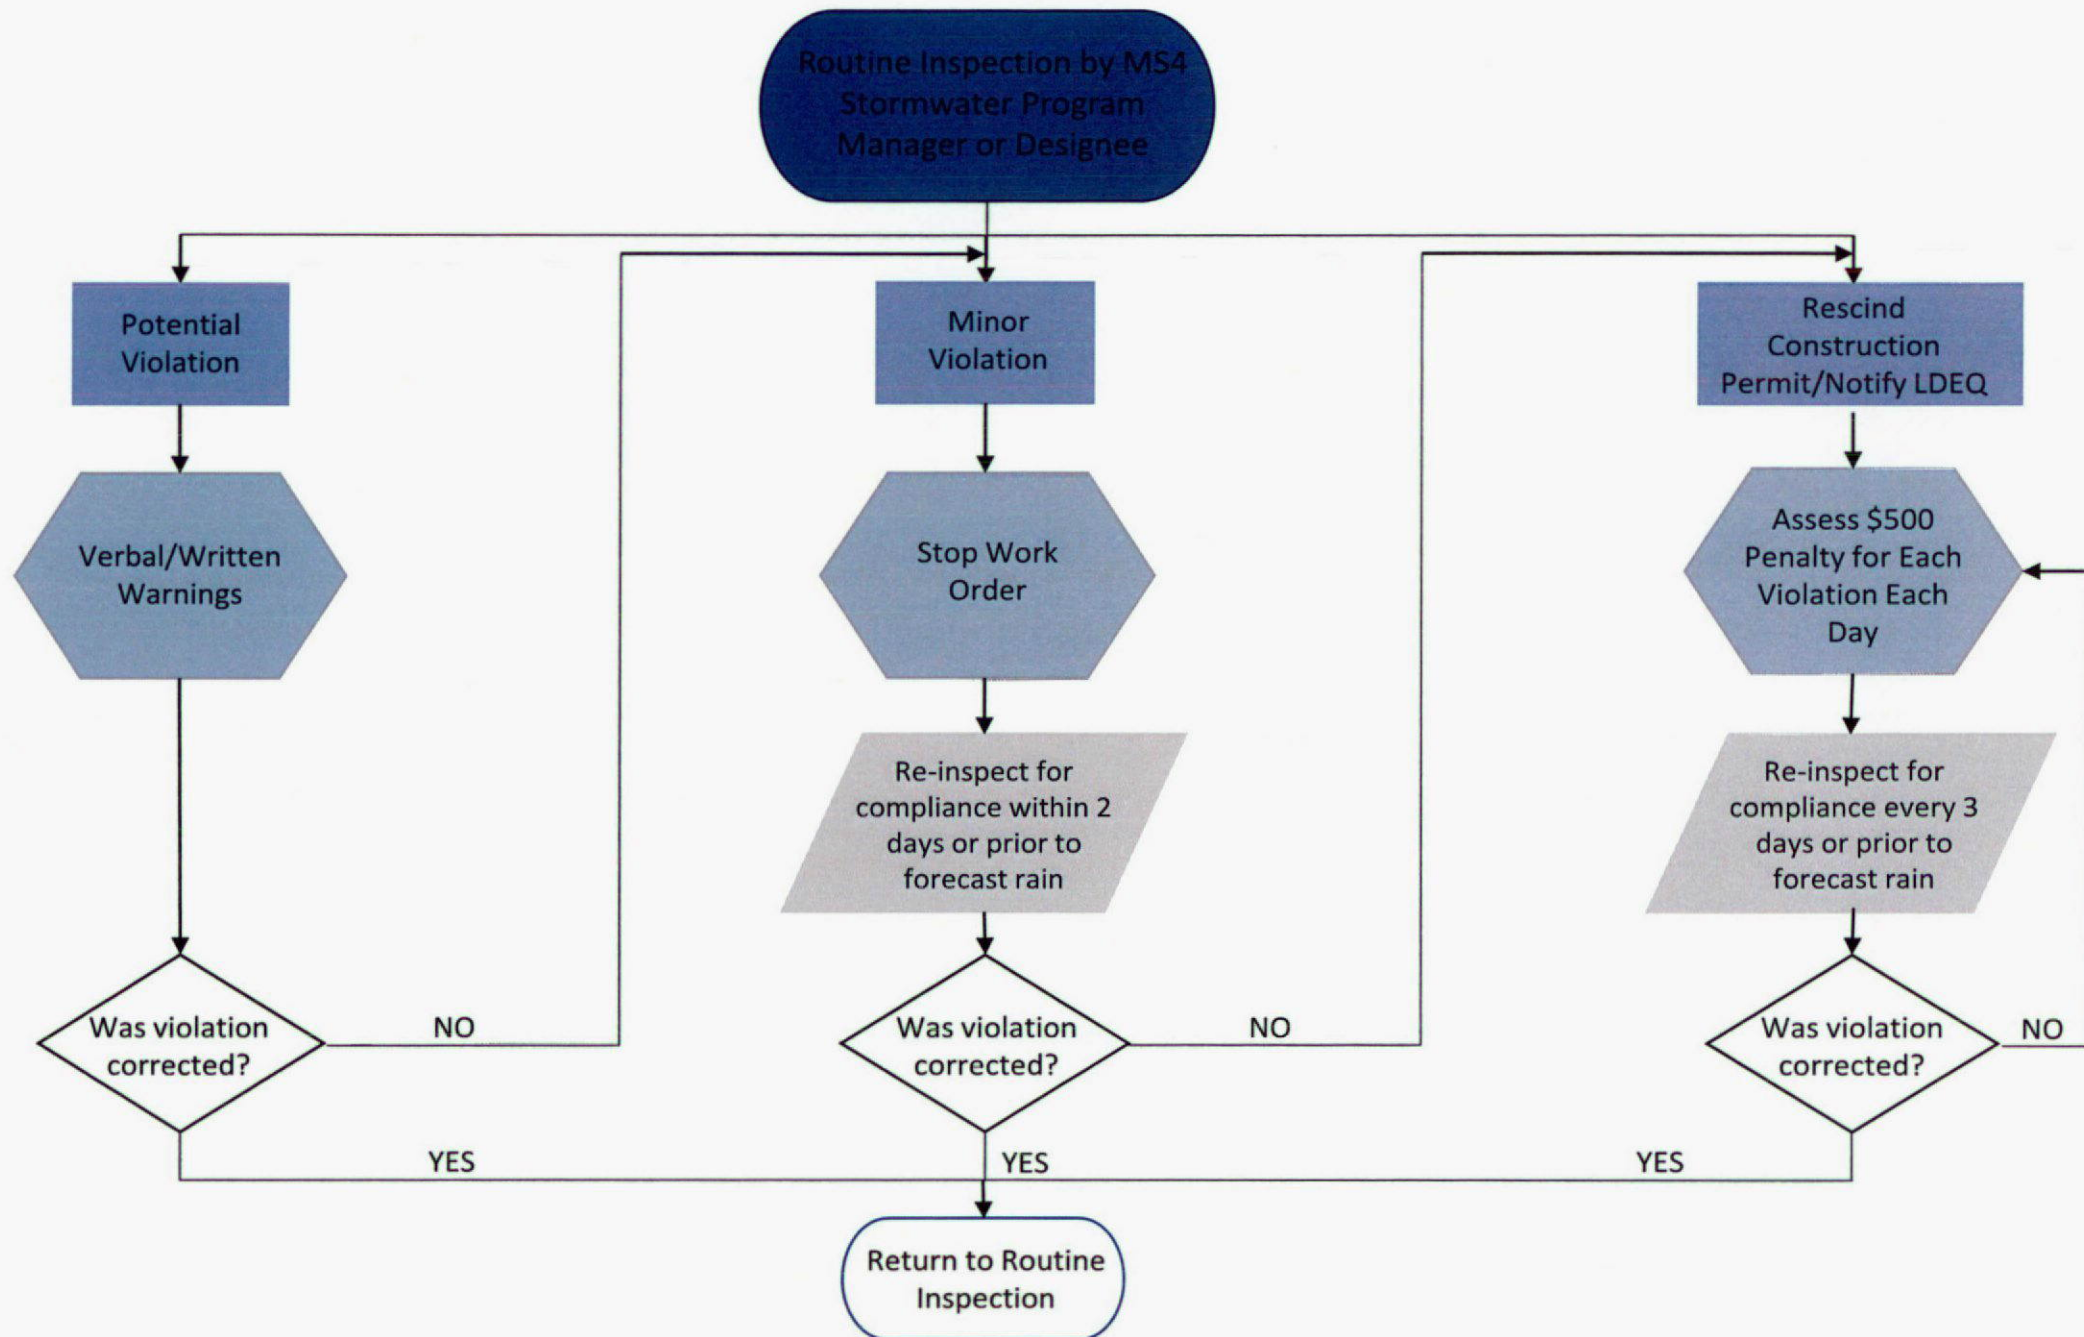 Routine Inspection by MS4
Stormwater Program
Manager or Designee
Potential
Violation
Minor
Violation
Rescind
Construction
Permit/Notify LDEQ
Verbal/Written
Warnings
Stop Work
Order
Assess $500
Penalty for Each
Violation Each
Day
Re-inspect for
compliance within 2
days or prior to
forecast rain
Re-inspect for
compliance every 3
days or prior to
forecast rain
Was violation
corrected?
NO
Was violation
corrected?
NO
Was violation
corrected?
NO
YES
YES
YES
Return to Routine
Inspection